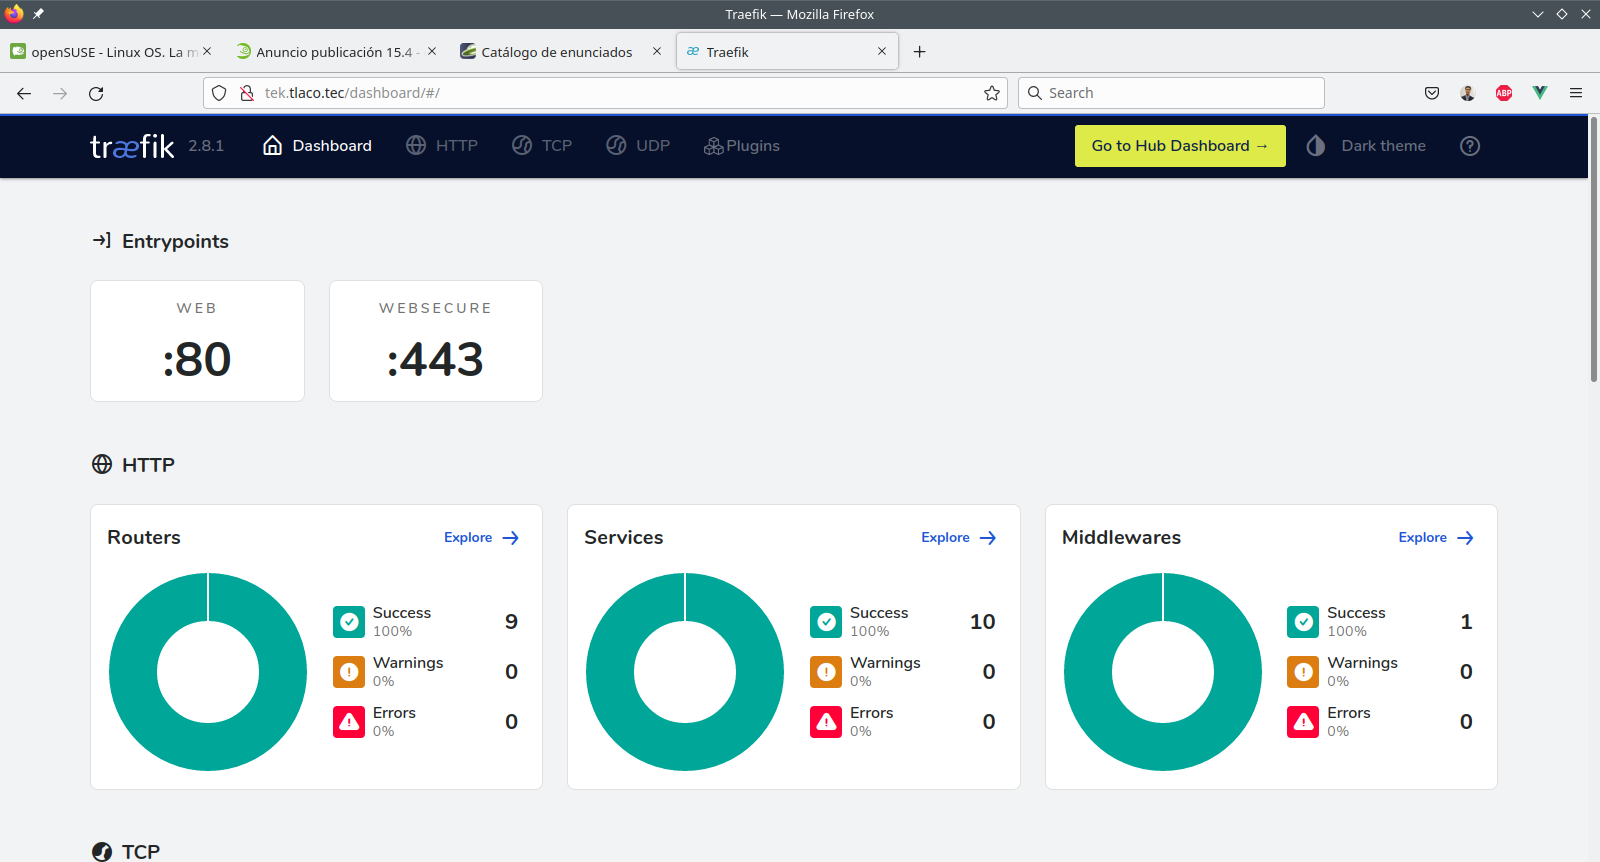 Traefik — Mozilla Firefox
openSUSE - Linux OS. La m
Anuncio publicación 15.4 -
Catálogo de enunciados
æ Traefik
tek.tlaco.tec/dashboard/#/
Search
ABP
træfik 2.8.1
Dashboard
HTTP
TCP
UDP
Plugins
Go to Hub Dashboard →
Dark theme
Entrypoints
WEB
:80
WEBSECURE
:443
HTTP
Routers
Explore
Success
100%
9
Warnings
0%
0
Errors
0%
0
Services
Explore
Success
100%
10
Warnings
0%
0
Errors
0%
0
Middlewares
Explore
Success
100%
1
Warnings
0%
0
Errors
0%
0
TCP